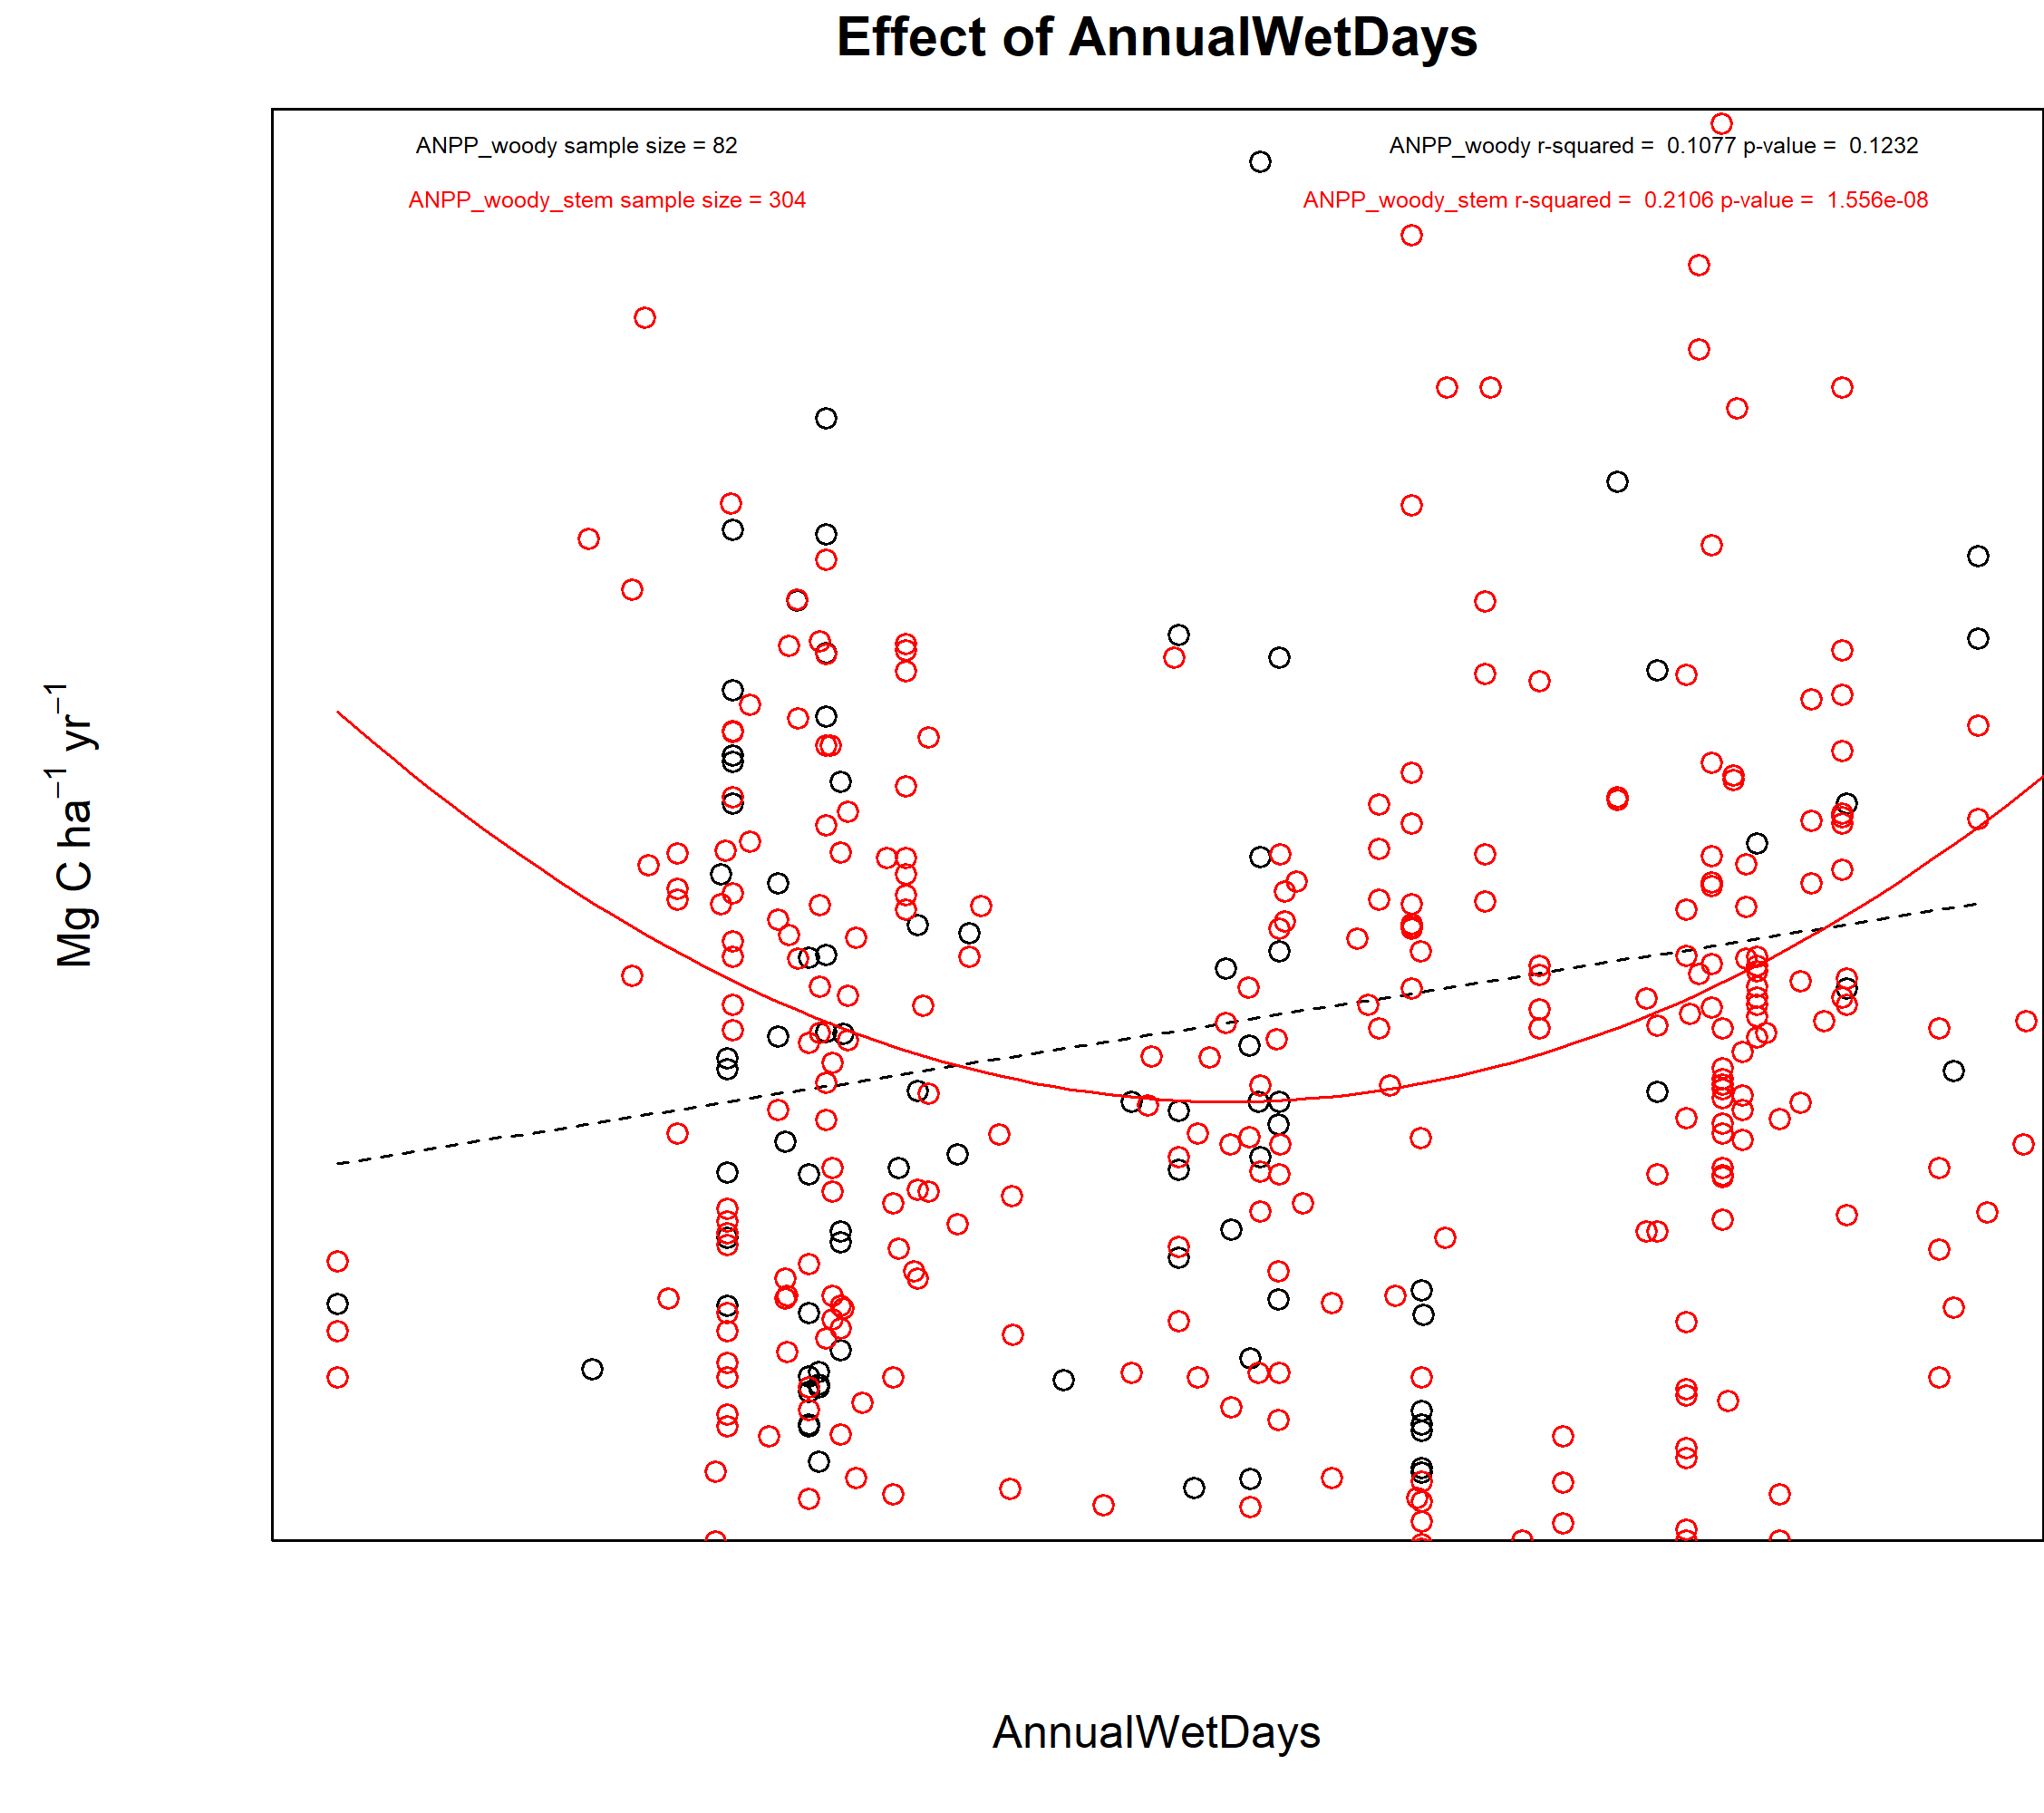 Effect of AnnualWetDays
ANPP_woody sample size = 82
ANPP_woody r-squared = 0.1077 p-value = 0.1232
ANPP_woody_stem sample size = 304
ANPP_woody_stem r-squared = 0.2106 p-value = 1.556e-08
Mg C ha⁻¹ yr⁻¹
AnnualWetDays